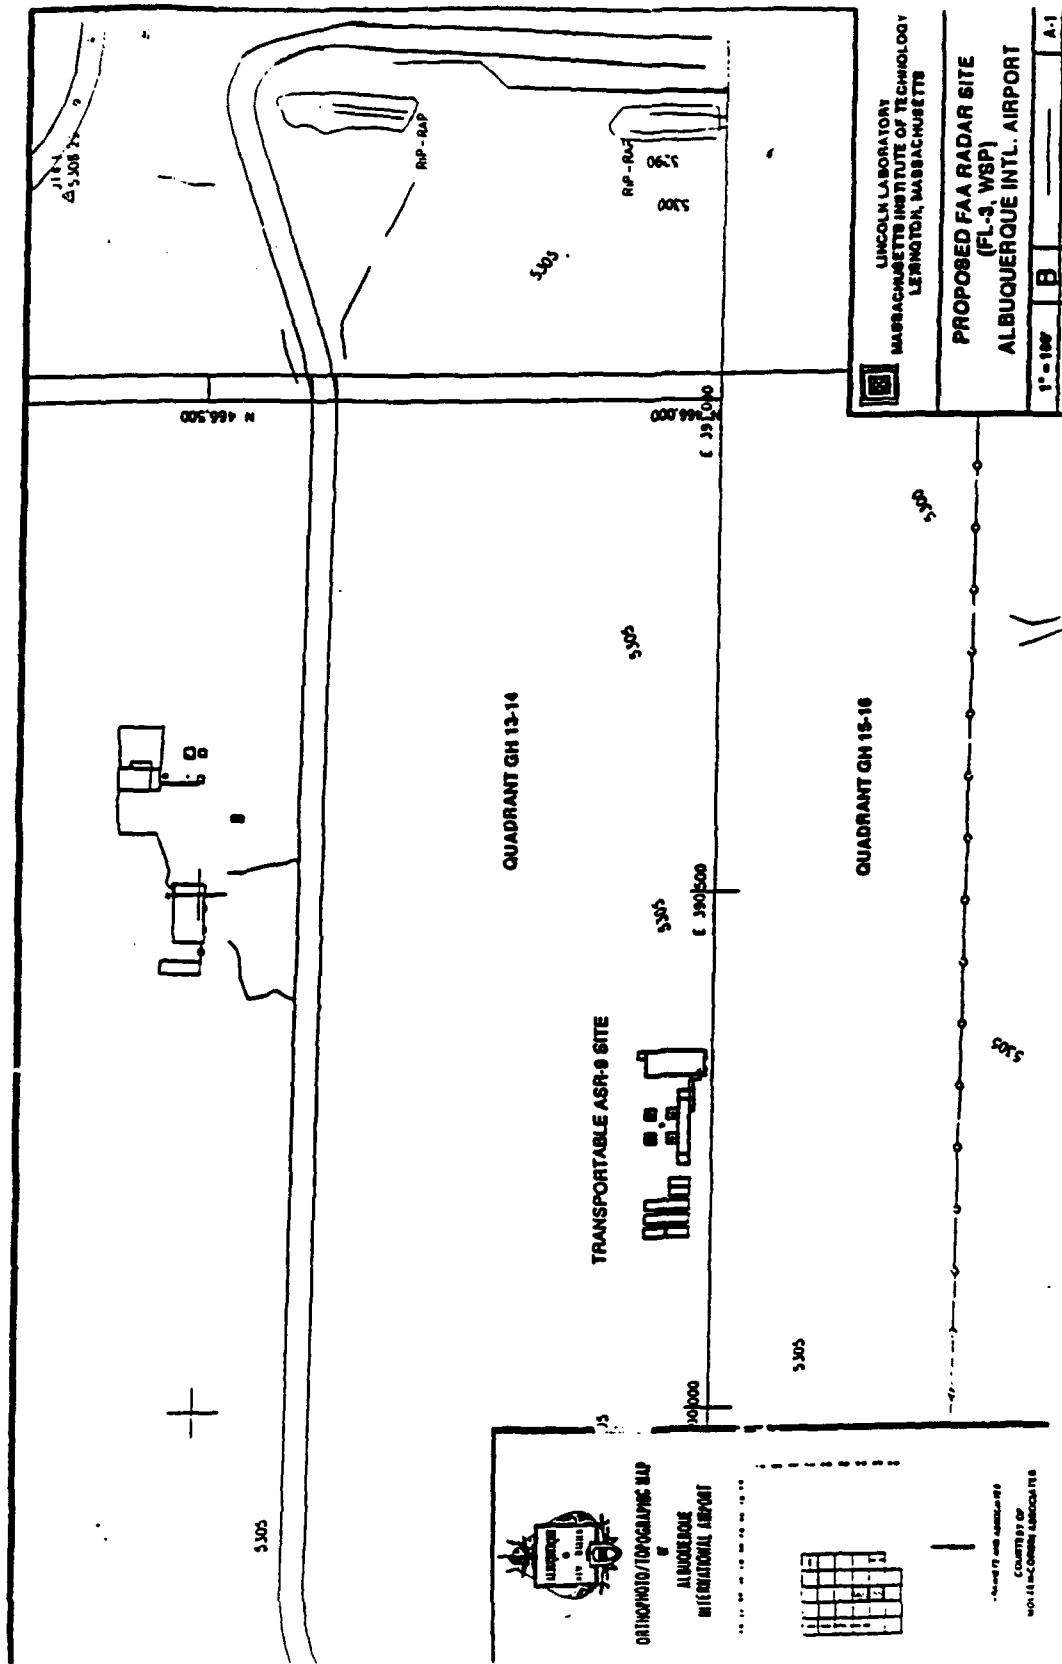 5305
RIP-RAP
RIP-RAP
5290
5300
5305
N 466,500
466,000
E 391,000
QUADRANT GH 13-14
5305
5300
QUADRANT GH 15-16
5305
E 390,500
TRANSPORTABLE ASR-9 SITE
5305
5305
5305
ORTHOPHOTO/TOPOGRAPHIC MAP
ALBUQUERQUE
INTERNATIONAL AIRPORT
COURTESY OF
LINCOLN LABORATORY
MASSACHUSETTS INSTITUTE OF TECHNOLOGY
LEXINGTON, MASSACHUSETTS
PROPOSED FAA RADAR SITE
(FL-3, WSP)
ALBUQUERQUE INTL. AIRPORT
1" = 100'
B
A-1